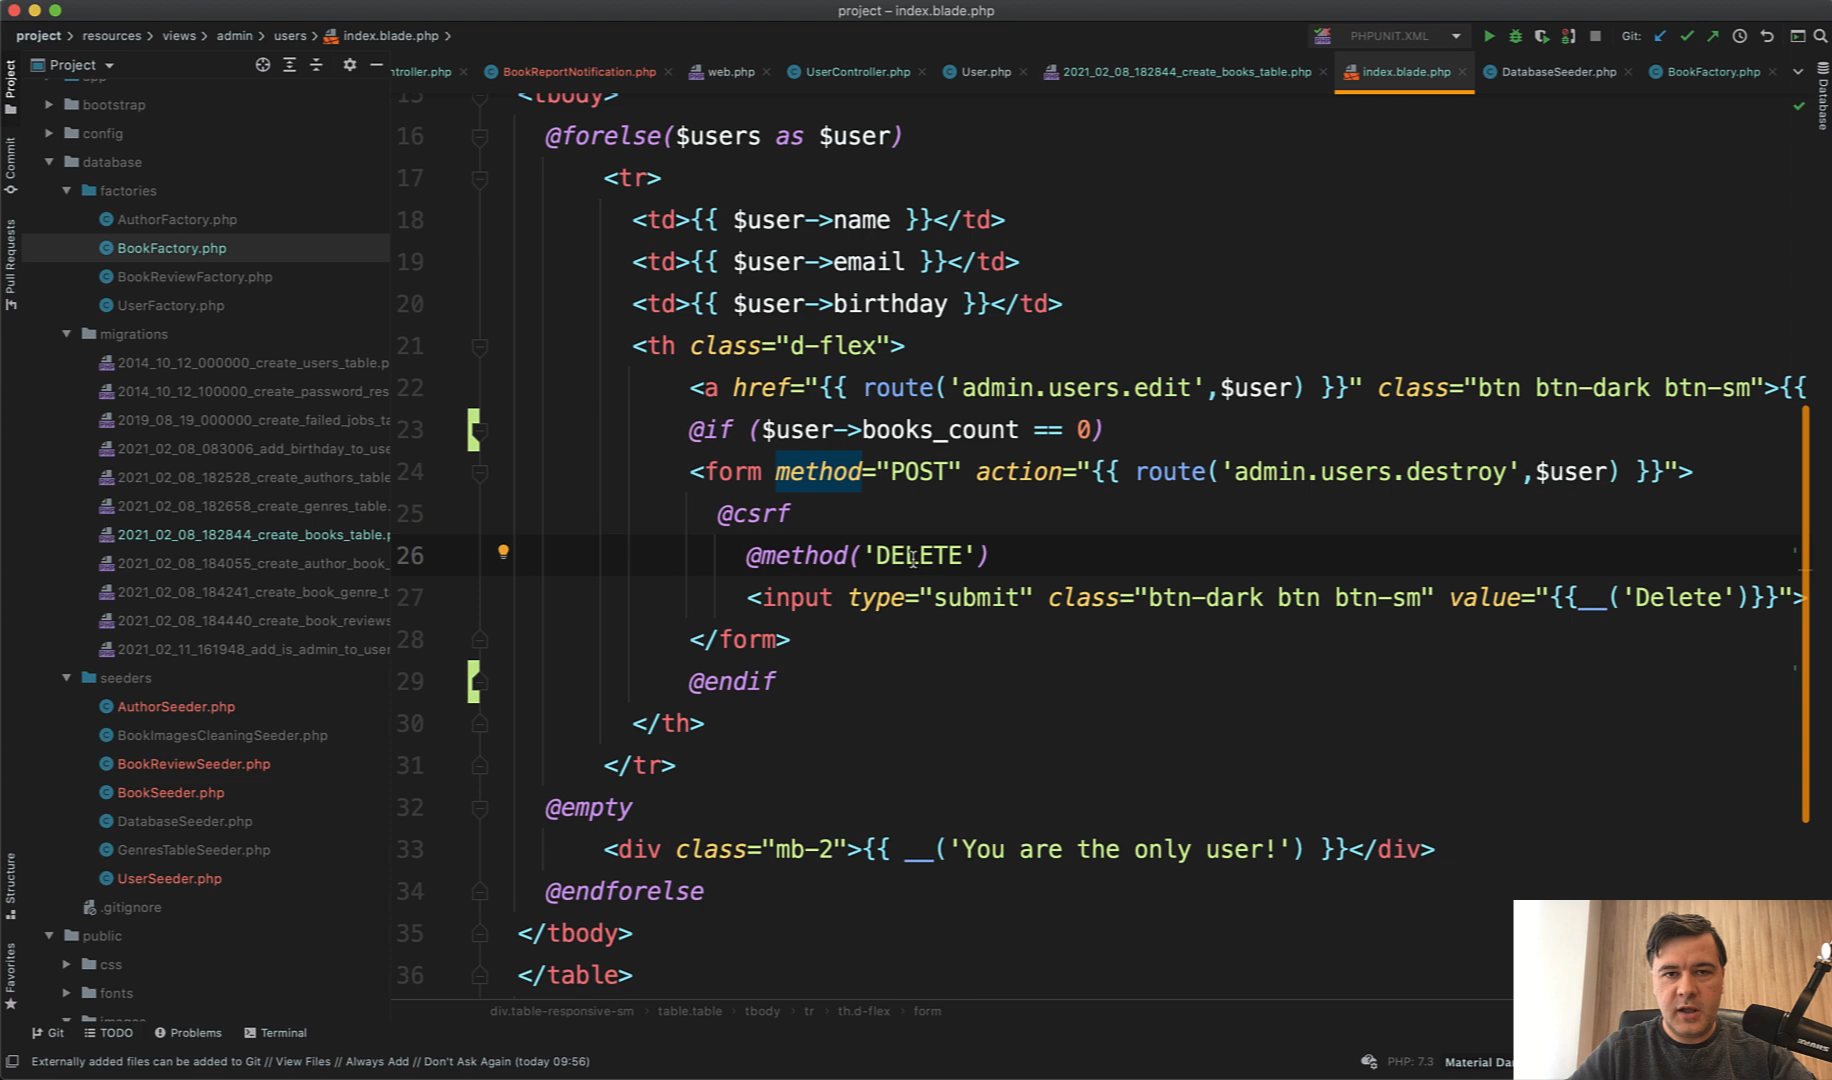 project – index.blade.php
project resources views admin users index.blade.php
PHPUNIT.XML Git:
Project
ntroller.php BookReportNotification.php web.php UserController.php User.php 2021_02_08_182844_create_books_table.php index.blade.php DatabaseSeeder.php BookFactory.php
Project
Commit
Pull Requests
Structure
Favorites
Database
bootstrap
config
database
factories
AuthorFactory.php
BookFactory.php
BookReviewFactory.php
UserFactory.php
migrations
2014_10_12_000000_create_users_table.p
2014_10_12_100000_create_password_res
2019_08_19_000000_create_failed_jobs_ta
2021_02_08_083006_add_birthday_to_use
2021_02_08_182528_create_authors_table
2021_02_08_182658_create_genres_table.
2021_02_08_182844_create_books_table.p
2021_02_08_184055_create_author_book_
2021_02_08_184241_create_book_genre_t
2021_02_08_184440_create_book_reviews
2021_02_11_161948_add_is_admin_to_user
seeders
AuthorSeeder.php
BookImagesCleaningSeeder.php
BookReviewSeeder.php
BookSeeder.php
DatabaseSeeder.php
GenresTableSeeder.php
UserSeeder.php
.gitignore
public
css
fonts
15 <tbody>
16 @forelse($users as $user)
17 <tr>
18 <td>{{ $user->name }}</td>
19 <td>{{ $user->email }}</td>
20 <td>{{ $user->birthday }}</td>
21 <th class="d-flex">
22 <a href="{{ route('admin.users.edit',$user) }}" class="btn btn-dark btn-sm">{{
23 @if ($user->books_count == 0)
24 <form method="POST" action="{{ route('admin.users.destroy',$user) }}">
25 @csrf
26 @method('DELETE')
27 <input type="submit" class="btn-dark btn btn-sm" value="{{__('Delete')}}">
28 </form>
29 @endif
30 </th>
31 </tr>
32 @empty
33 <div class="mb-2">{{ __('You are the only user!') }}</div>
34 @endforelse
35 </tbody>
36 </table>
div.table-responsive-sm table.table tbody tr th.d-flex form
Git TODO Problems Terminal
Externally added files can be added to Git // View Files // Always Add // Don't Ask Again (today 09:56)
PHP: 7.3 Material Da